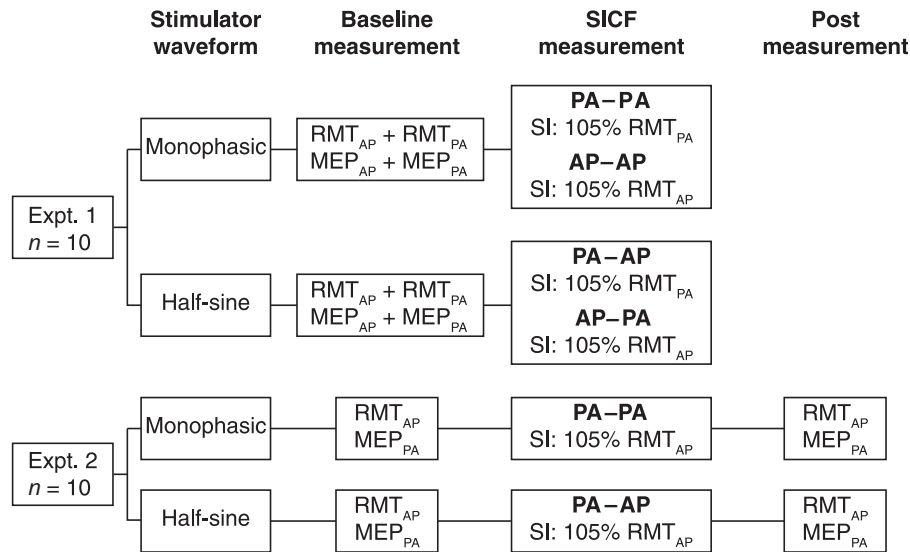 Stimulator waveform
Baseline measurement
SICF measurement
Post measurement
Expt. 1
n = 10
Monophasic
RMT_AP + RMT_PA
MEP_AP + MEP_PA
PA–PA
SI: 105% RMT_PA
AP–AP
SI: 105% RMT_AP
Half-sine
RMT_AP + RMT_PA
MEP_AP + MEP_PA
PA–AP
SI: 105% RMT_PA
AP–PA
SI: 105% RMT_AP
Expt. 2
n = 10
Monophasic
RMT_AP
MEP_PA
PA–PA
SI: 105% RMT_AP
RMT_AP
MEP_PA
Half-sine
RMT_AP
MEP_PA
PA–AP
SI: 105% RMT_AP
RMT_AP
MEP_PA